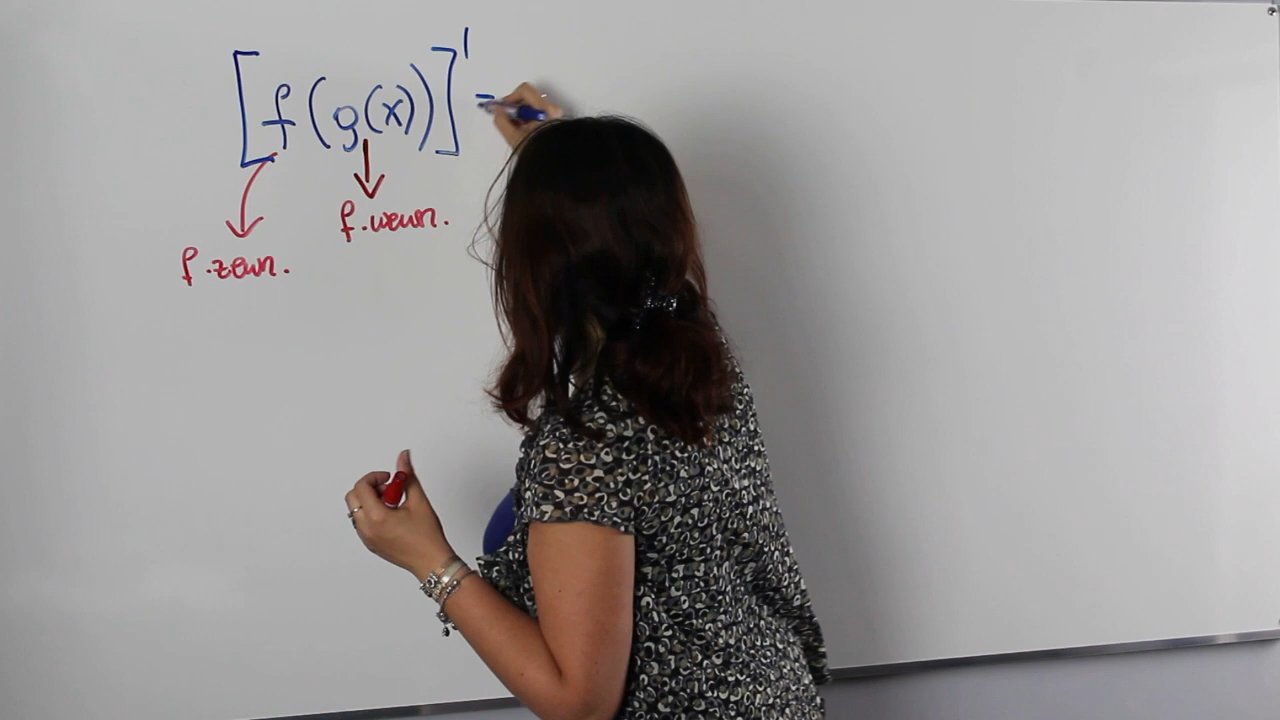 [f(g(x))]' =
f. wewn.
f. zewn.